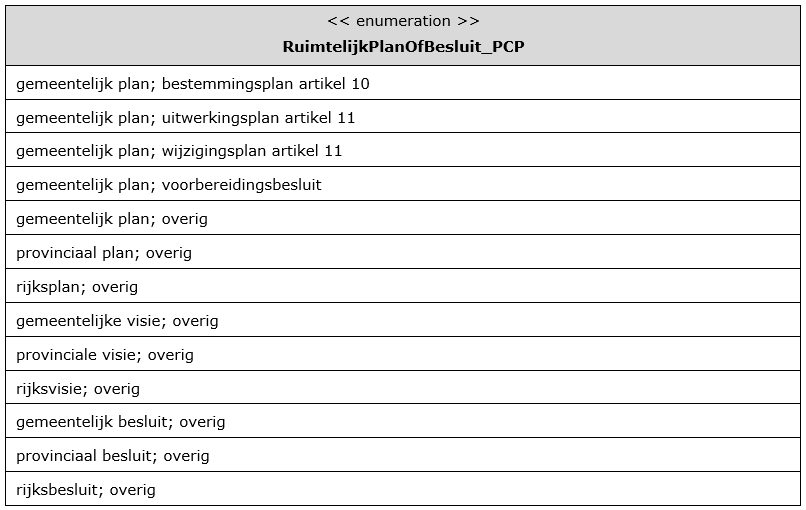 << enumeration >>
RuimtelijkPlanOfBesluit_PCP
gemeentelijk plan; bestemmingsplan artikel 10
gemeentelijk plan; uitwerkingsplan artikel 11
gemeentelijk plan; wijzigingsplan artikel 11
gemeentelijk plan; voorbereidingsbesluit
gemeentelijk plan; overig
provinciaal plan; overig
rijksplan; overig
gemeentelijke visie; overig
provinciale visie; overig
rijksvisie; overig
gemeentelijk besluit; overig
provinciaal besluit; overig
rijksbesluit; overig